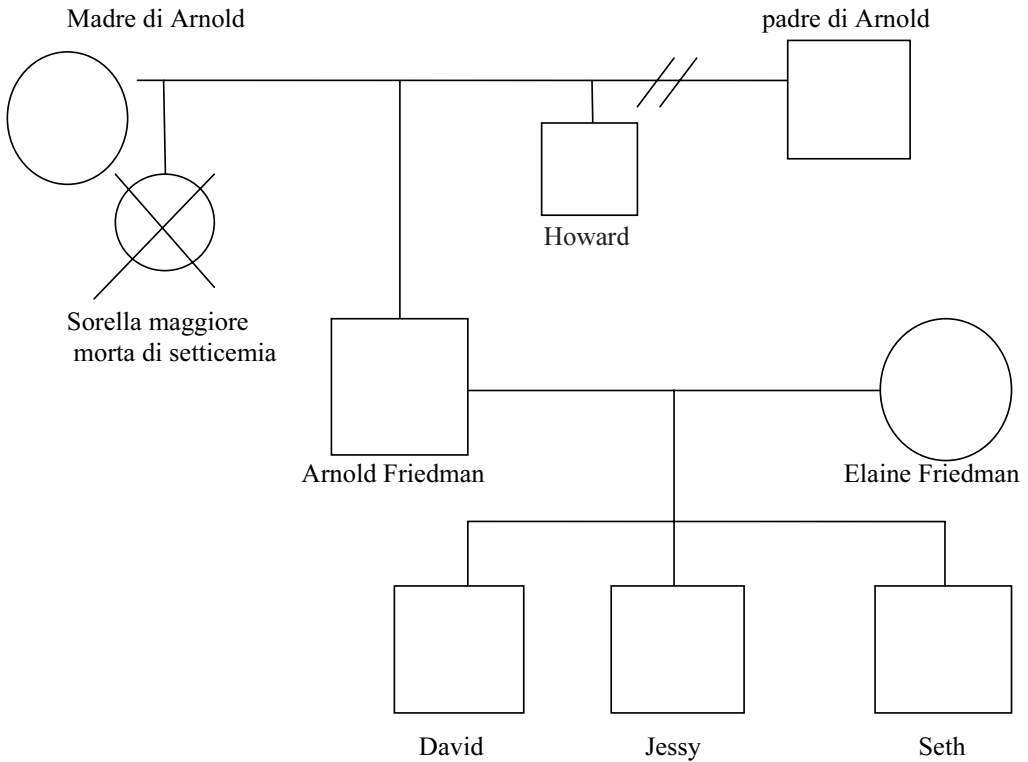 Madre di Arnold
padre di Arnold
Howard
Sorella maggiore
morta di setticemia
Arnold Friedman
Elaine Friedman
David
Jessy
Seth